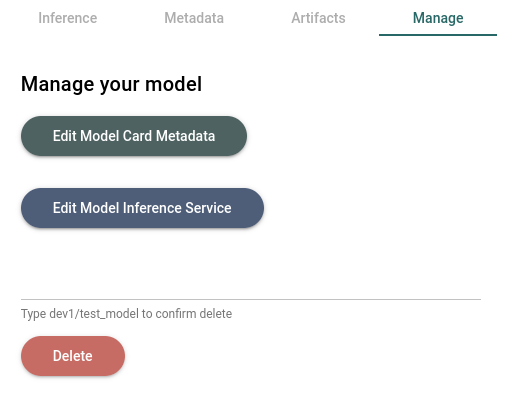 Inference Metadata Artifacts Manage
Manage your model
Edit Model Card Metadata
Edit Model Inference Service
Type dev1/test_model to confirm delete
Delete